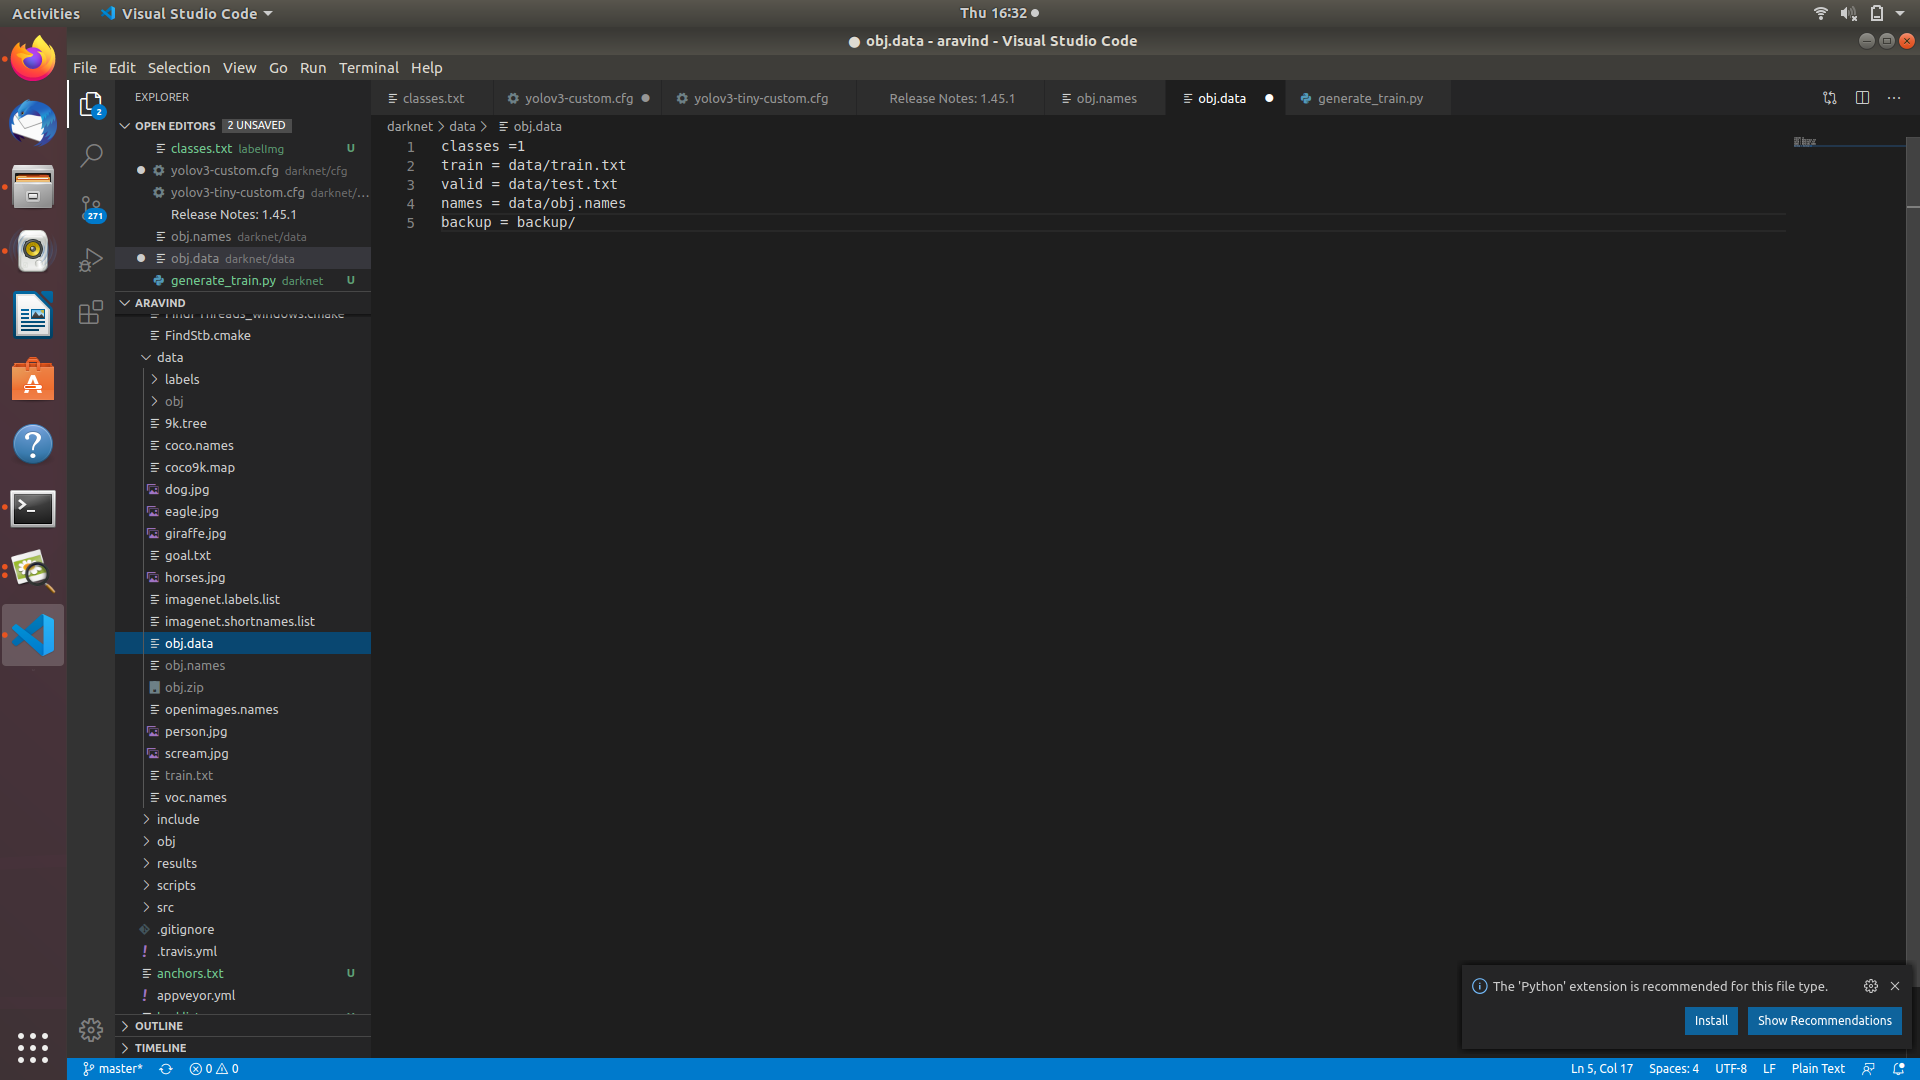 Activities
Visual Studio Code
Thu 16:32
obj.data - aravind - Visual Studio Code
File Edit Selection View Go Run Terminal Help
EXPLORER
2
271
OPEN EDITORS 2 UNSAVED
classes.txt labelImg U
yolov3-custom.cfg darknet/cfg
yolov3-tiny-custom.cfg darknet/...
Release Notes: 1.45.1
obj.names darknet/data
obj.data darknet/data
generate_train.py darknet U
ARAVIND
FindStb.cmake
data
labels
obj
9k.tree
coco.names
coco9k.map
dog.jpg
eagle.jpg
giraffe.jpg
goal.txt
horses.jpg
imagenet.labels.list
imagenet.shortnames.list
obj.data
obj.names
obj.zip
openimages.names
person.jpg
scream.jpg
train.txt
voc.names
include
obj
results
scripts
src
.gitignore
! .travis.yml
anchors.txt U
! appveyor.yml
OUTLINE
TIMELINE
classes.txt yolov3-custom.cfg yolov3-tiny-custom.cfg Release Notes: 1.45.1 obj.names obj.data generate_train.py
darknet > data > obj.data
1 classes =1
2 train = data/train.txt
3 valid = data/test.txt
4 names = data/obj.names
5 backup = backup/
The 'Python' extension is recommended for this file type.
Install Show Recommendations
master* 0 0
Ln 5, Col 17 Spaces: 4 UTF-8 LF Plain Text